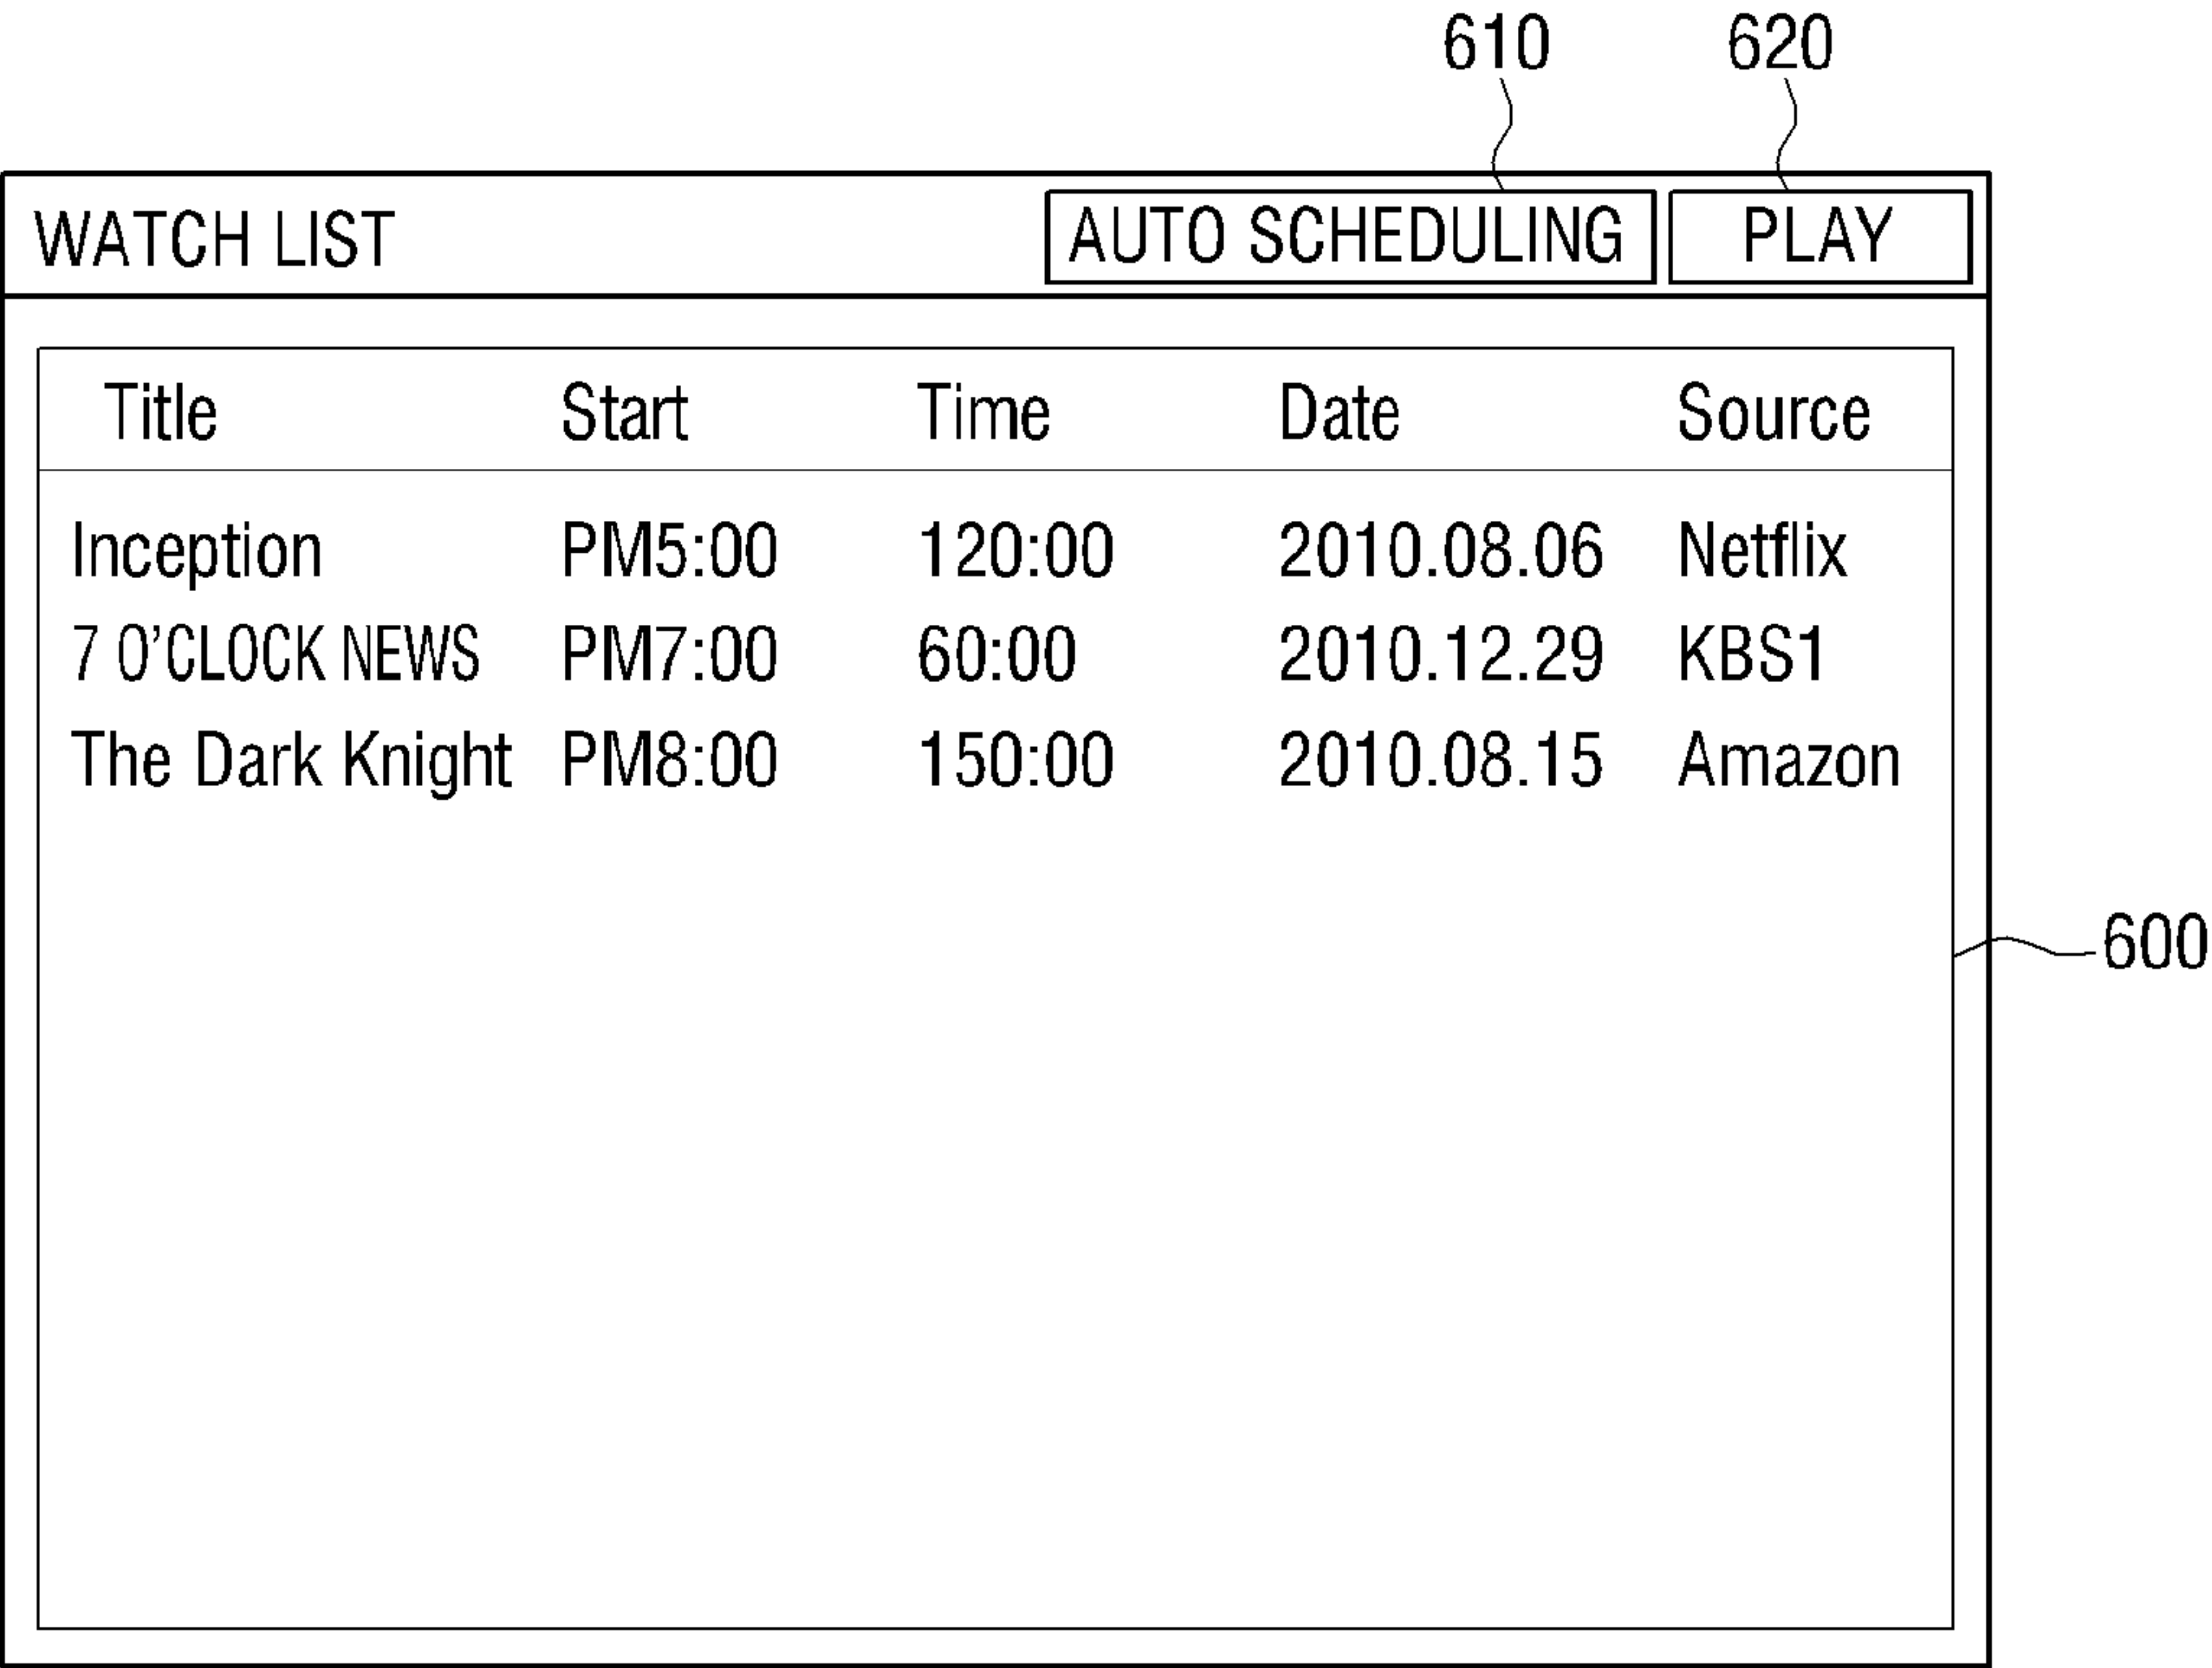 610 620
WATCH LIST AUTO SCHEDULING PLAY
Title Start Time Date Source
Inception PM5:00 120:00 2010.08.06 Netflix
7 O'CLOCK NEWS PM7:00 60:00 2010.12.29 KBS1
The Dark Knight PM8:00 150:00 2010.08.15 Amazon
600